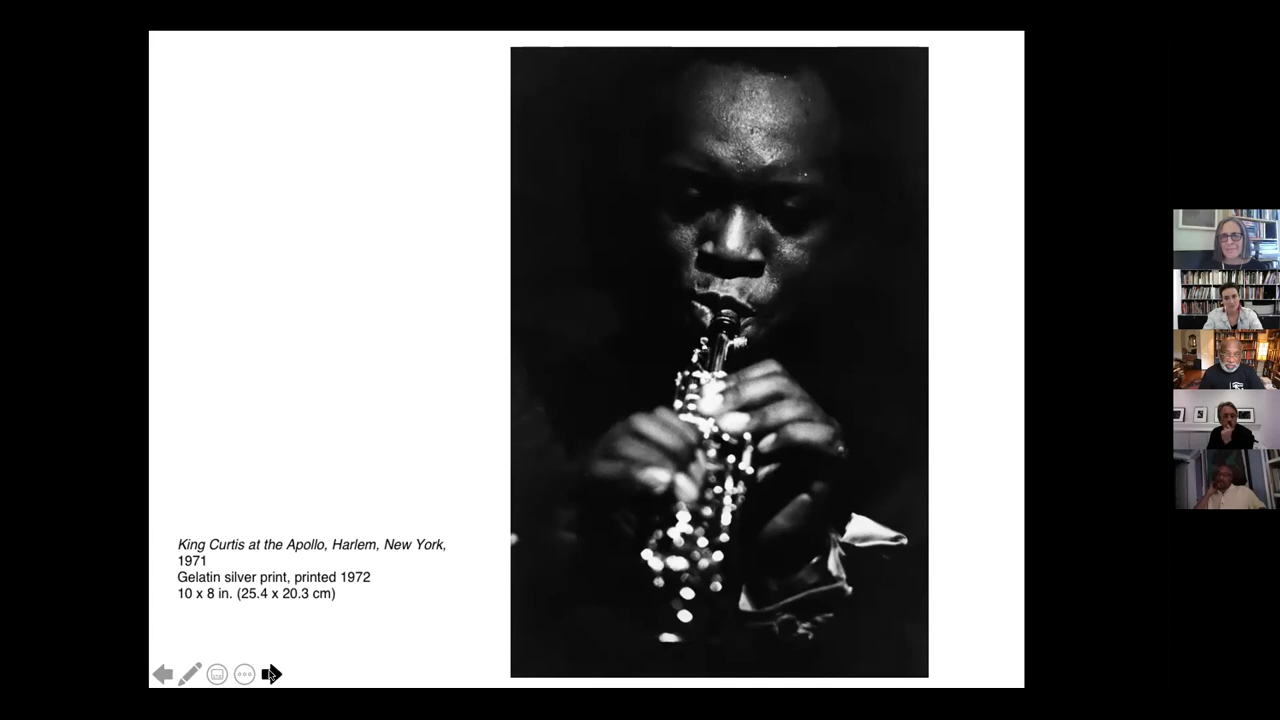 King Curtis at the Apollo, Harlem, New York,
1971
Gelatin silver print, printed 1972
10 x 8 in. (25.4 x 20.3 cm)